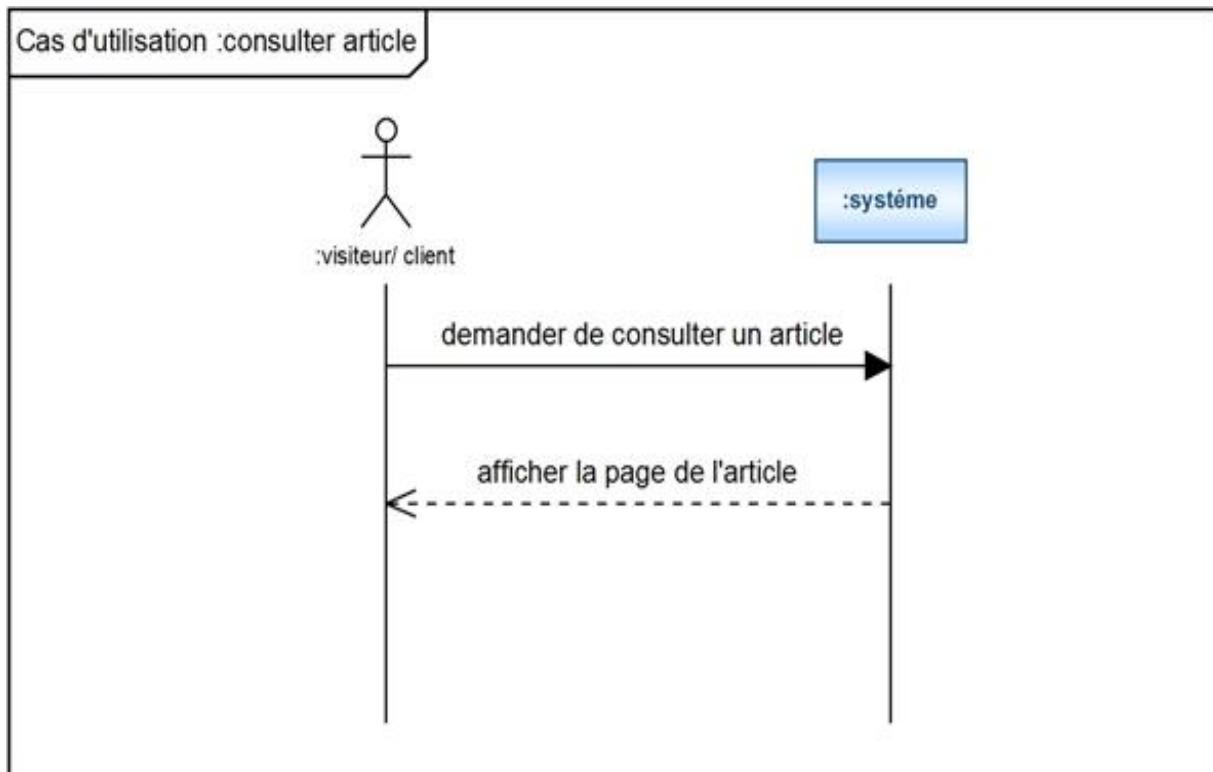 Cas d'utilisation :consulter article
:visiteur/ client
:systéme
demander de consulter un article
afficher la page de l'article